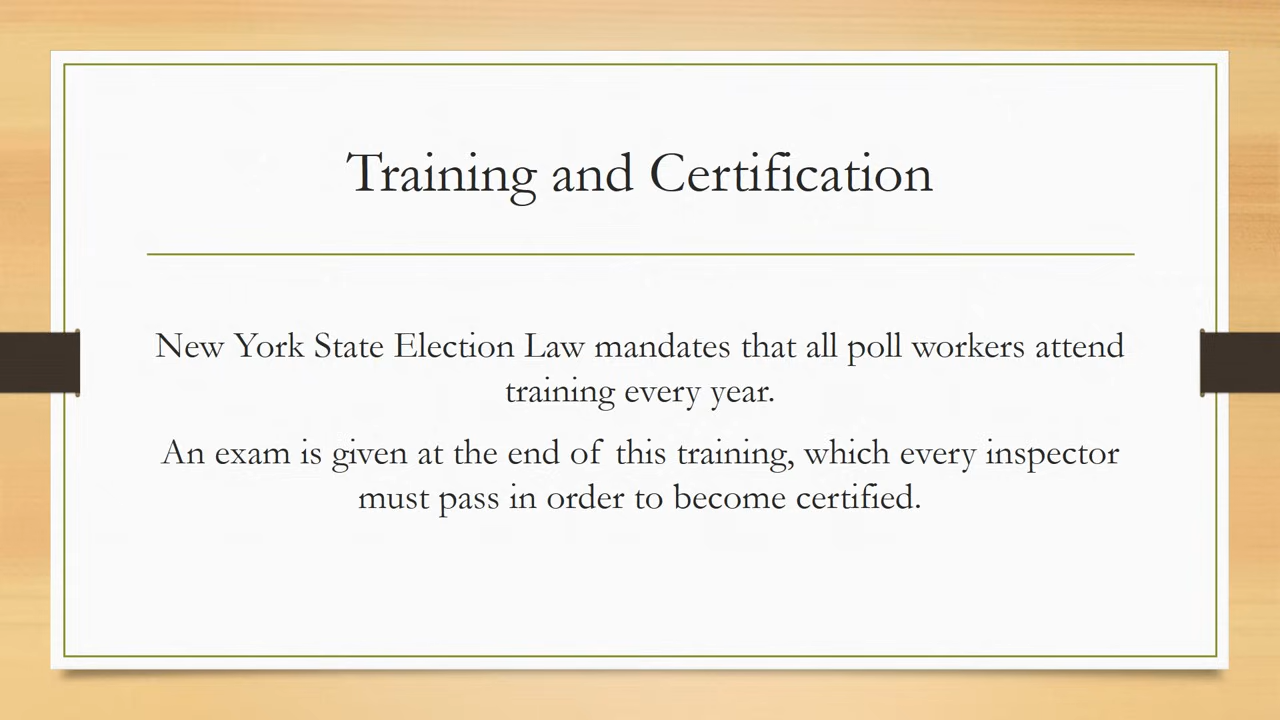 Training and Certification
New York State Election Law mandates that all poll workers attend
training every year.
An exam is given at the end of this training, which every inspector
must pass in order to become certified.